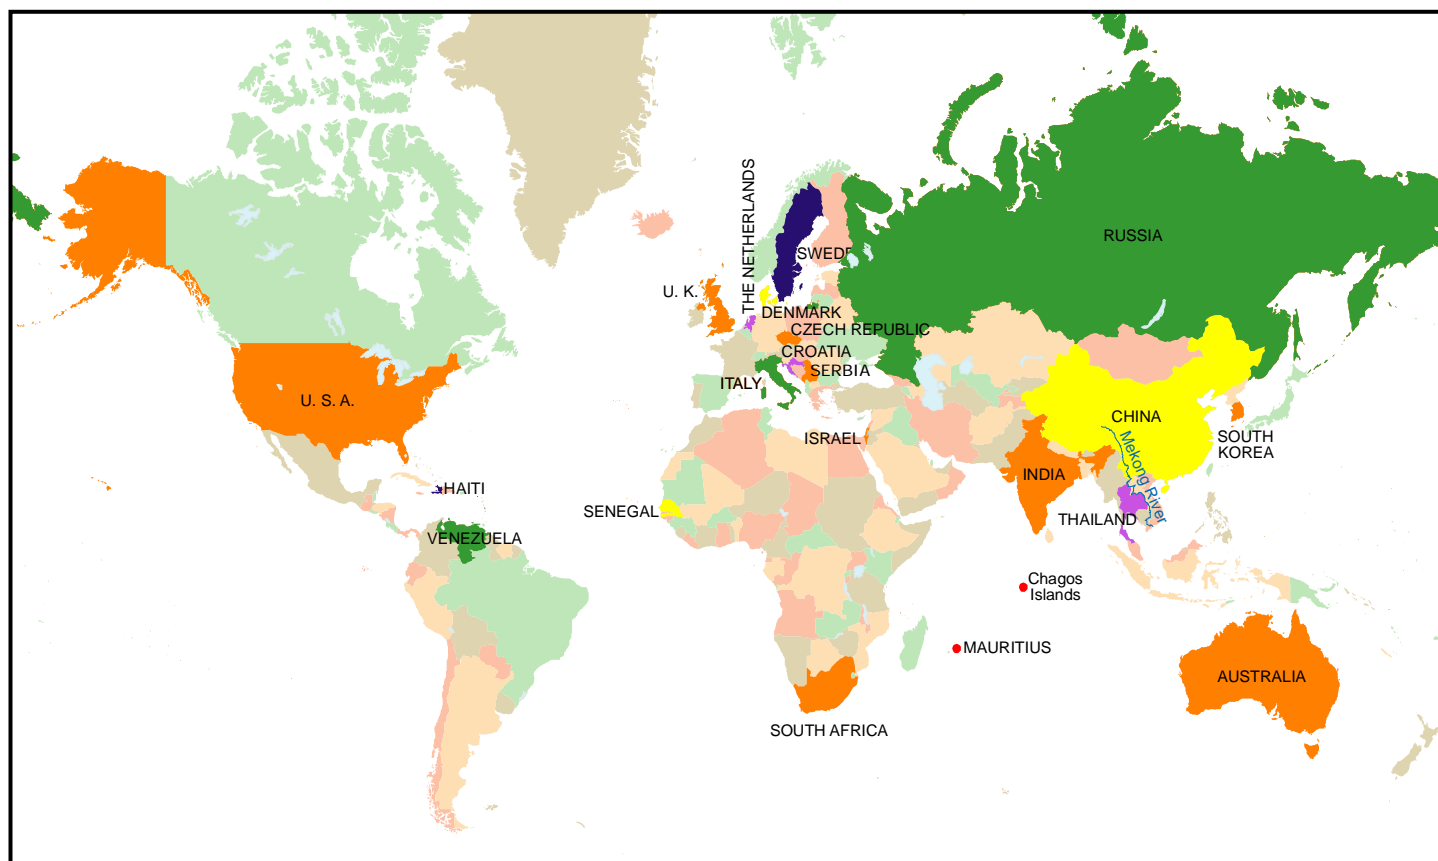 THE NETHERLANDS
RUSSIA
SWED
U. K.
DENMARK
CZECH REPUBLIC
CROATIA
SERBIA
ITALY
U. S. A.
CHINA
ISRAEL
SOUTH
KOREA
Mekong River
INDIA
HAITI
SENEGAL
THAILAND
VENEZUELA
Chagos
Islands
MAURITIUS
AUSTRALIA
SOUTH AFRICA